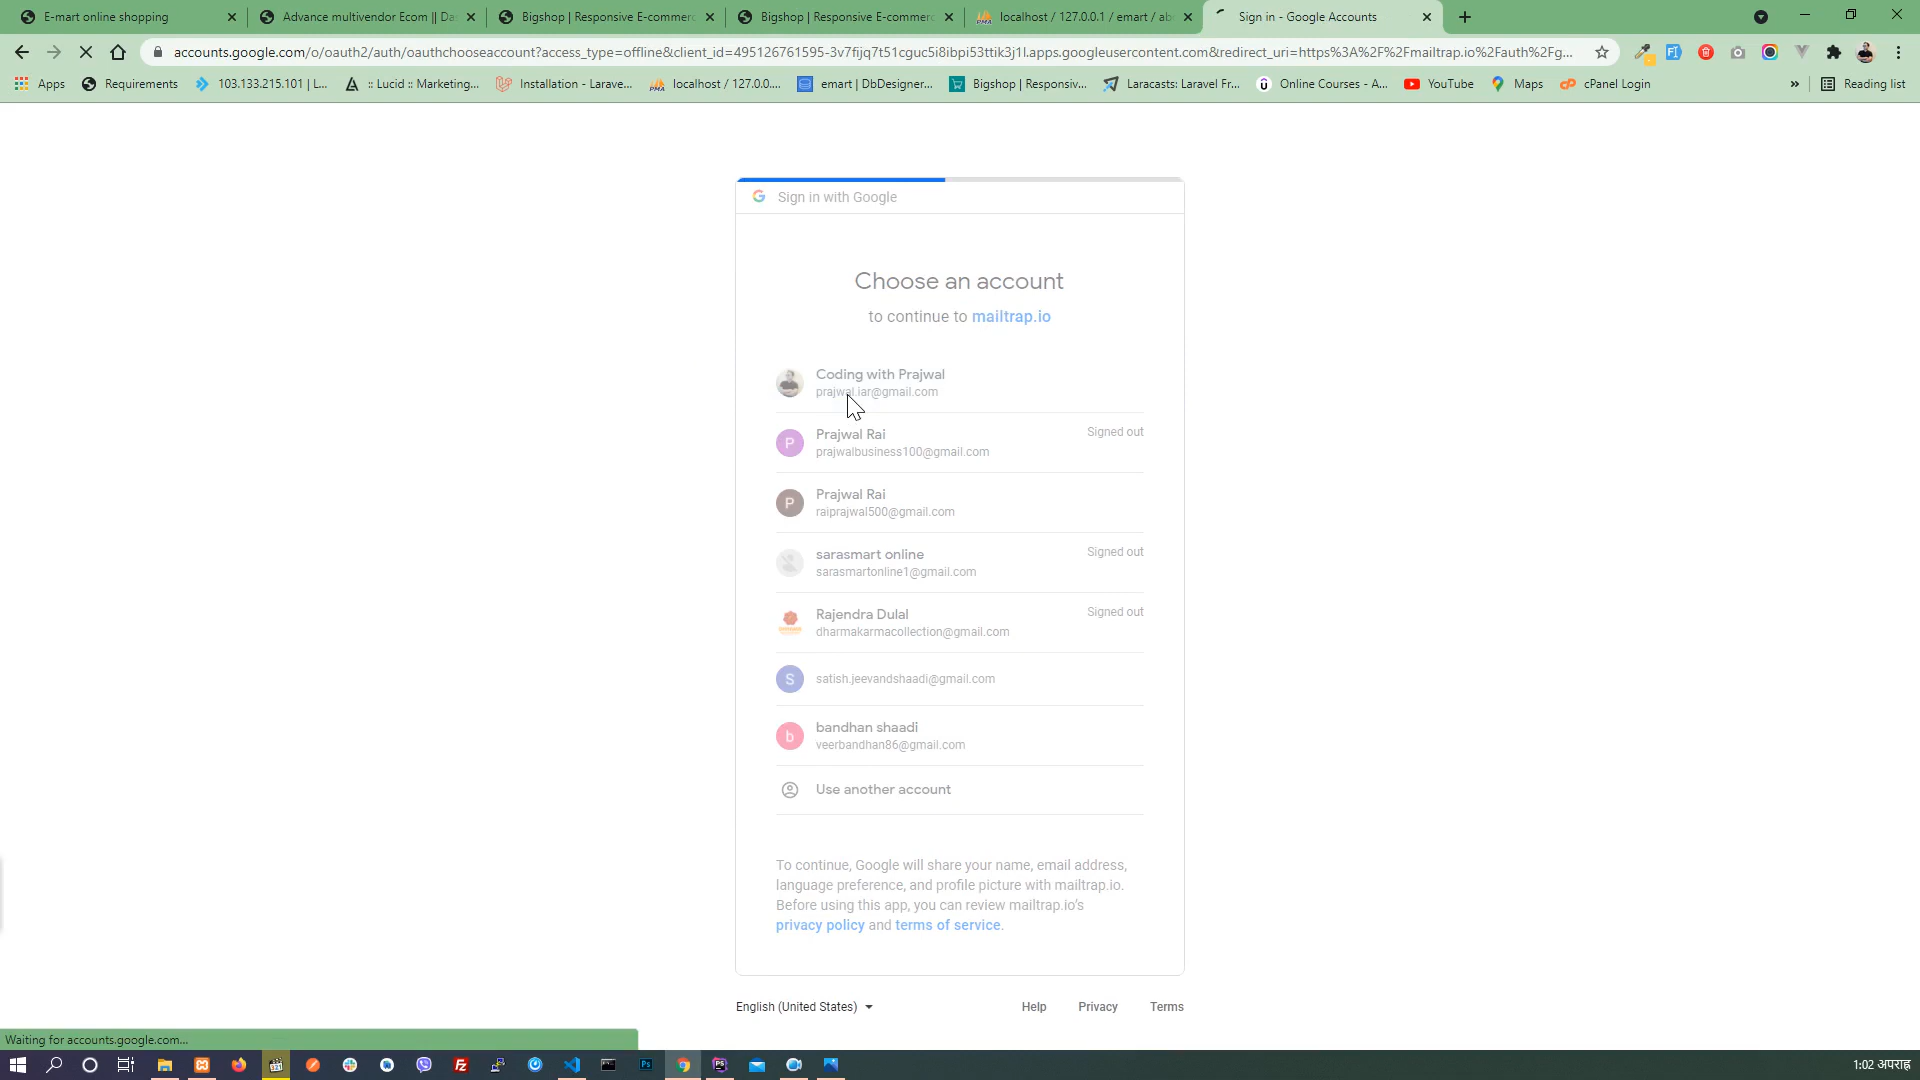 E-mart online shopping
Advance multivendor Ecom || Da
Bigshop | Responsive E-commerc
Bigshop | Responsive E-commerc
localhost / 127.0.0.1 / emart / ab
Sign in - Google Accounts
accounts.google.com/o/oauth2/auth/oauthchooseaccount?access_type=offline&client_id=495126761595-3v7fijq7t51cguc5i8ibpi53ttik3j1l.apps.googleusercontent.com&redirect_uri=https%3A%2F%2Fmailtrap.io%2Fauth%2Fg...
Apps
Requirements
103.133.215.101 | L...
:: Lucid :: Marketing...
Installation - Larave...
localhost / 127.0.0....
emart | DbDesigner...
Bigshop | Responsiv...
Laracasts: Laravel Fr...
Online Courses - A...
YouTube
Maps
cPanel Login
»
Reading list
Sign in with Google
Choose an account
to continue to mailtrap.io
Coding with Prajwal
prajwal.iar@gmail.com
P
Prajwal Rai
Signed out
prajwalbusiness100@gmail.com
P
Prajwal Rai
raiprajwal500@gmail.com
sarasmart online
Signed out
sarasmartonline1@gmail.com
Rajendra Dulal
Signed out
dharmakarmacollection@gmail.com
S
satish.jeevandshaadi@gmail.com
b
bandhan shaadi
veerbandhan86@gmail.com
Use another account
To continue, Google will share your name, email address,
language preference, and profile picture with mailtrap.io.
Before using this app, you can review mailtrap.io's
privacy policy and terms of service.
English (United States)
Help
Privacy
Terms
Waiting for accounts.google.com...
1:02 अपराह्न